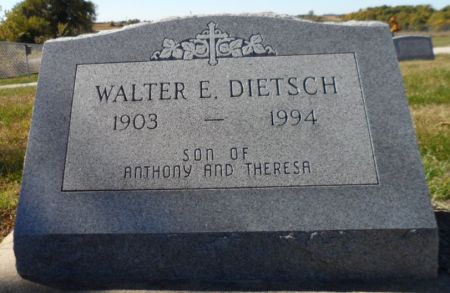 WALTER E. DIETSCH
1903 — 1994
SON OF
ANTHONY AND THERESA